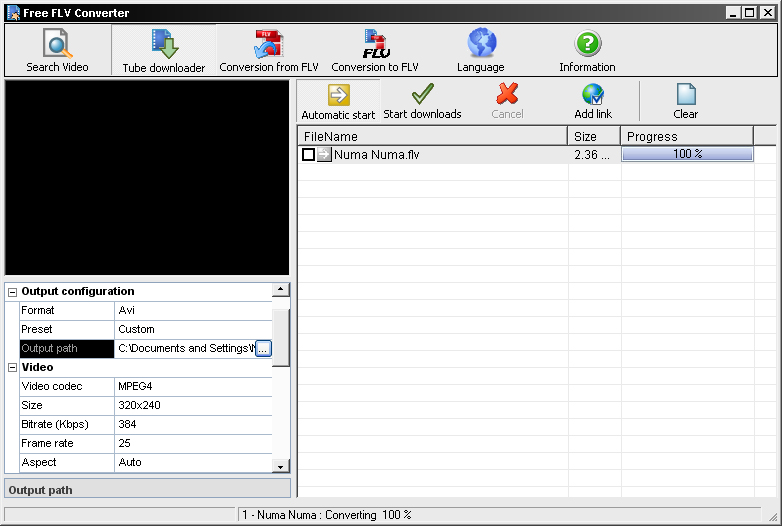 Free FLV Converter
Search Video
Tube downloader
FLV
Conversion from FLV
FLV
Conversion to FLV
Language
Information
Automatic start
Start downloads
Cancel
Add link
Clear
FileName Size Progress
Numa Numa.flv 2.36 ... 100 %
Output configuration
Format Avi
Preset Custom
Output path C:\Documents and Settings\ ...
Video
Video codec MPEG4
Size 320x240
Bitrate (Kbps) 384
Frame rate 25
Aspect Auto
Output path
1 - Numa Numa : Converting 100 %